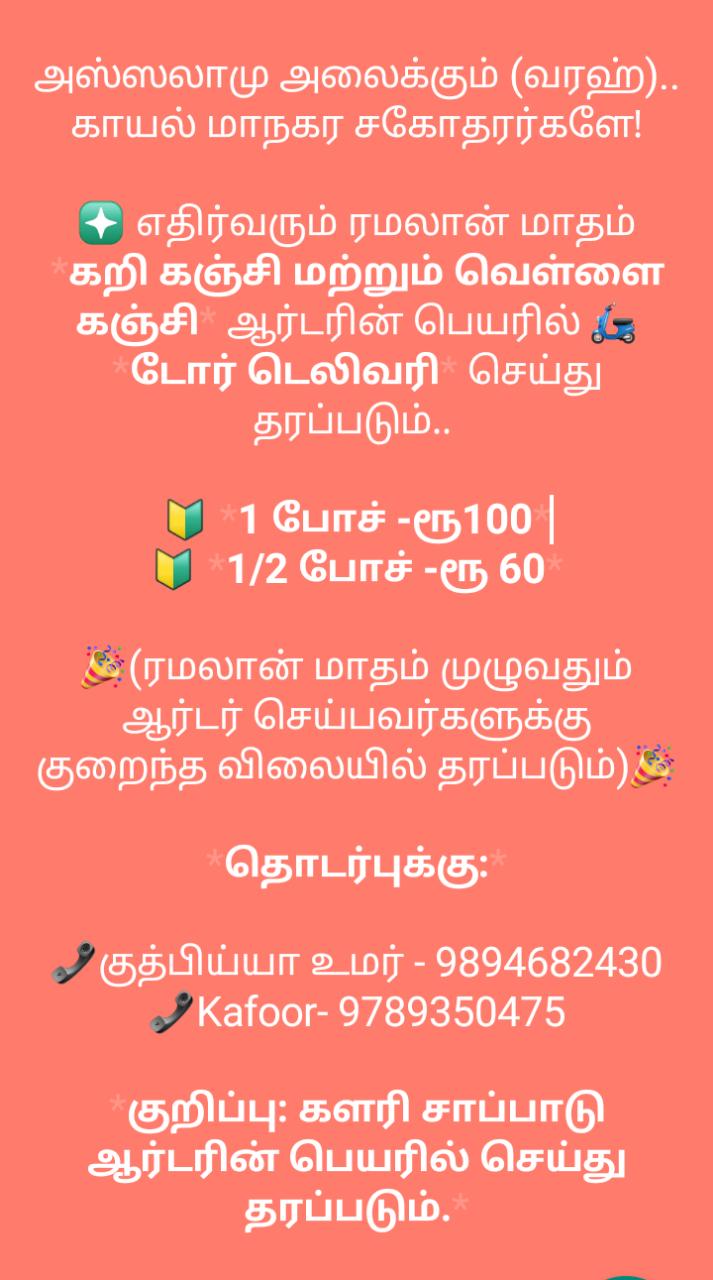 அஸ்ஸலாமு அலைக்கும் (வரஹ்)..
காயல் மாநகர சகோதரர்களே!
❇️ எதிர்வரும் ரமலான் மாதம்
*கறி கஞ்சி மற்றும் வெள்ளை
கஞ்சி* ஆர்டரின் பெயரில் 🛵
*டோர் டெலிவரி* செய்து
தரப்படும்..
🔰 *1 போச் -ரூ100*
🔰 *1/2 போச் -ரூ 60*
🎉(ரமலான் மாதம் முழுவதும்
ஆர்டர் செய்பவர்களுக்கு
குறைந்த விலையில் தரப்படும்)🎉
*தொடர்புக்கு:*
📞குத்பிய்யா உமர் - 9894682430
📞Kafoor- 9789350475
*குறிப்பு: களரி சாப்பாடு
ஆர்டரின் பெயரில் செய்து
தரப்படும்.*